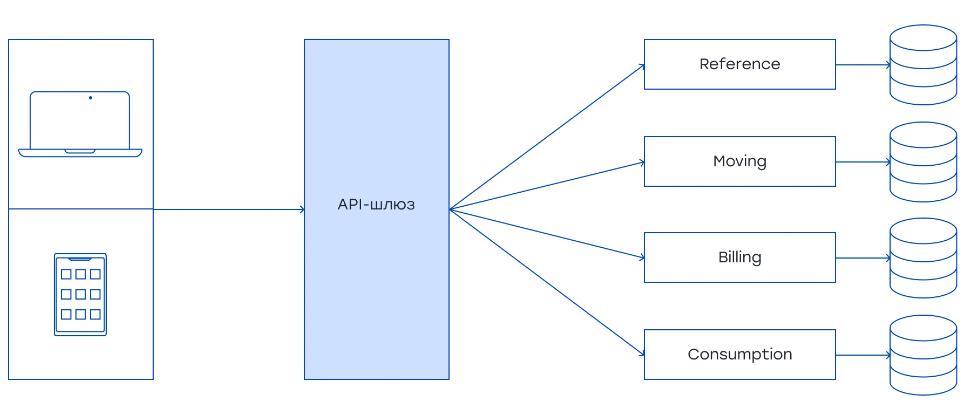 Reference
Moving
API-шлюз
Billing
Consumption